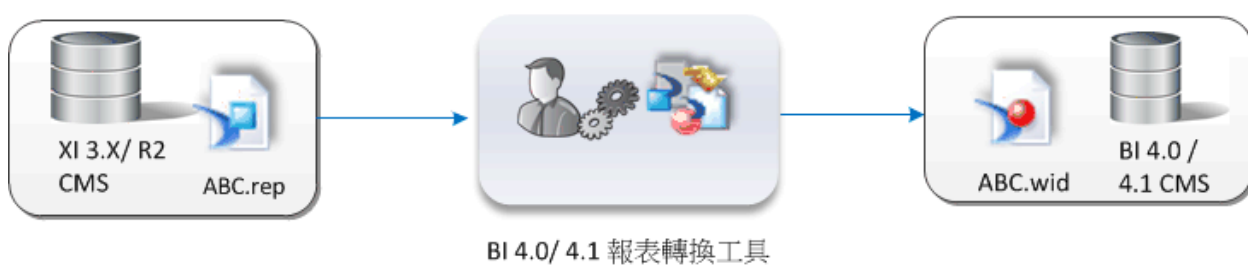 XI 3.X/ R2
CMS
ABC.rep
BI 4.0/ 4.1 報表轉換工具
ABC.wid
BI 4.0 /
4.1 CMS